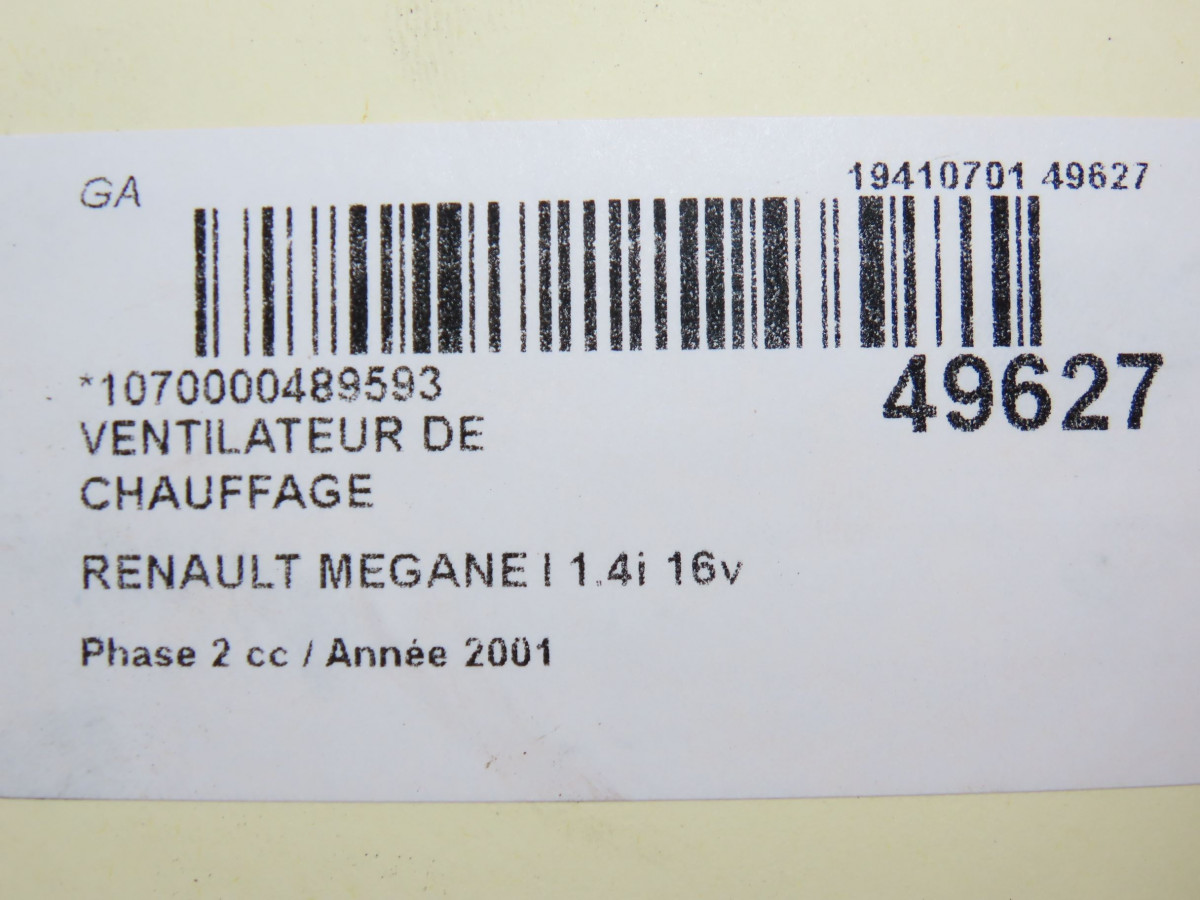 GA
19410701 49627
*1070000489593
49627
VENTILATEUR DE
CHAUFFAGE
RENAULT MEGANE I 1.4i 16v
Phase 2 cc / Année 2001